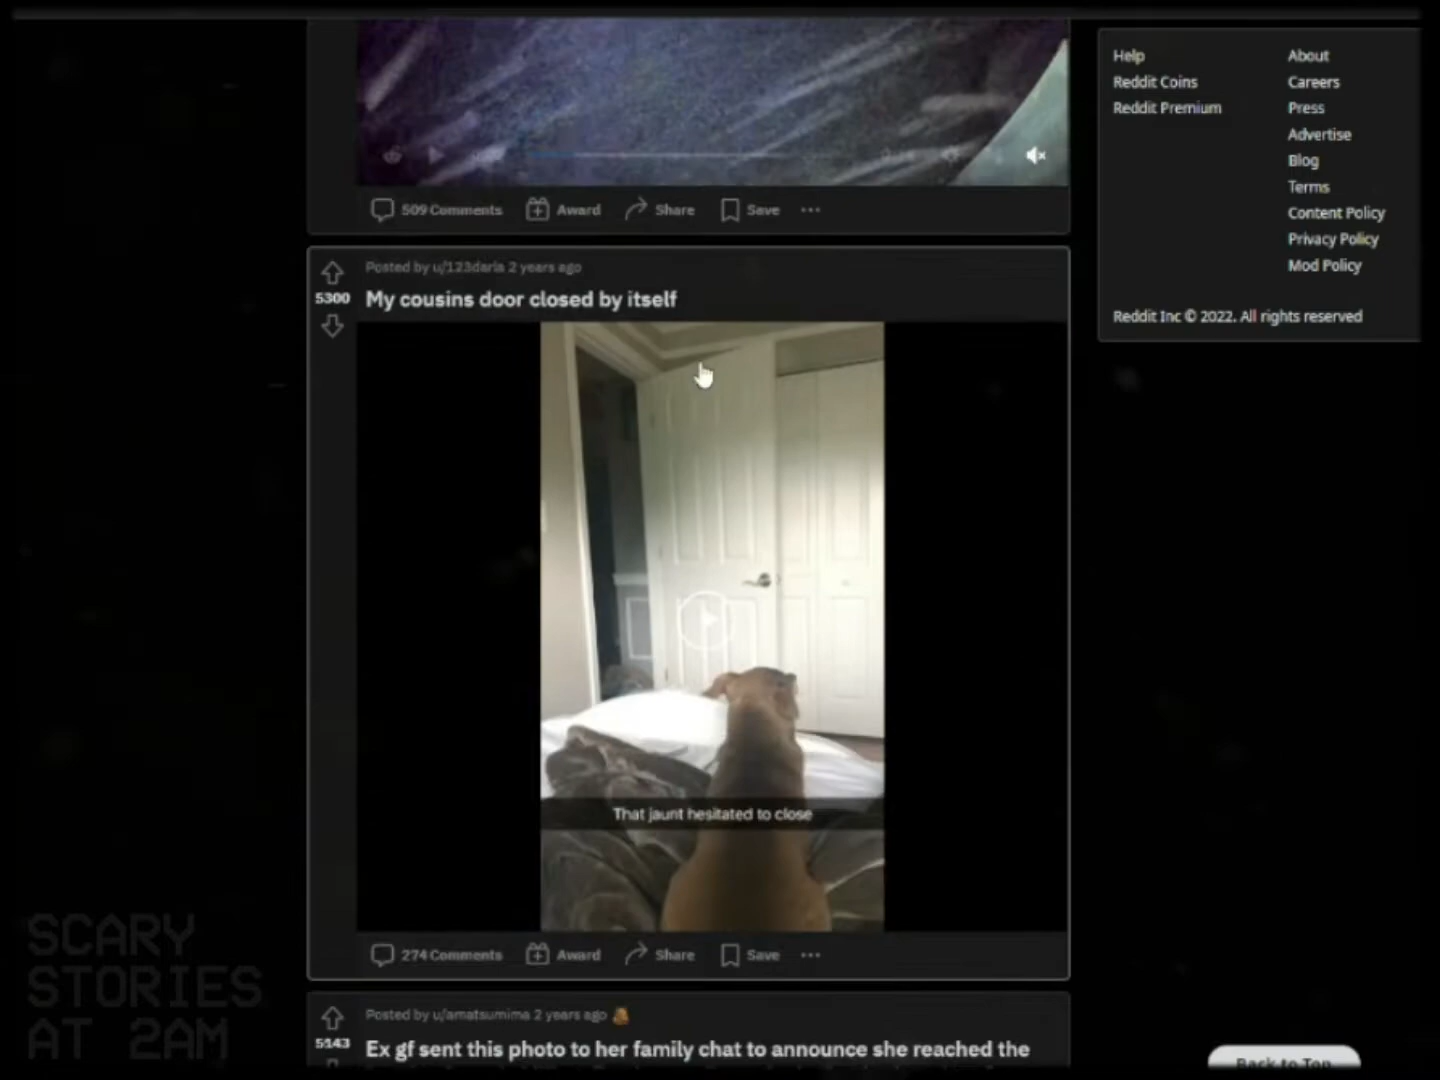 Help
About
Reddit Coins
Careers
Reddit Premium
Press
Advertise
Blog
Terms
Content Policy
Privacy Policy
Mod Policy
Reddit Inc © 2022. All rights reserved
509 Comments Award Share Save
Posted by u/123darla 2 years ago
5300
My cousins door closed by itself
That jaunt hesitated to close
274 Comments Award Share Save
Posted by u/amatsumima 2 years ago
5143
Ex gf sent this photo to her family chat to announce she reached the
Back to Top
SCARY
STORIES
AT 2AM